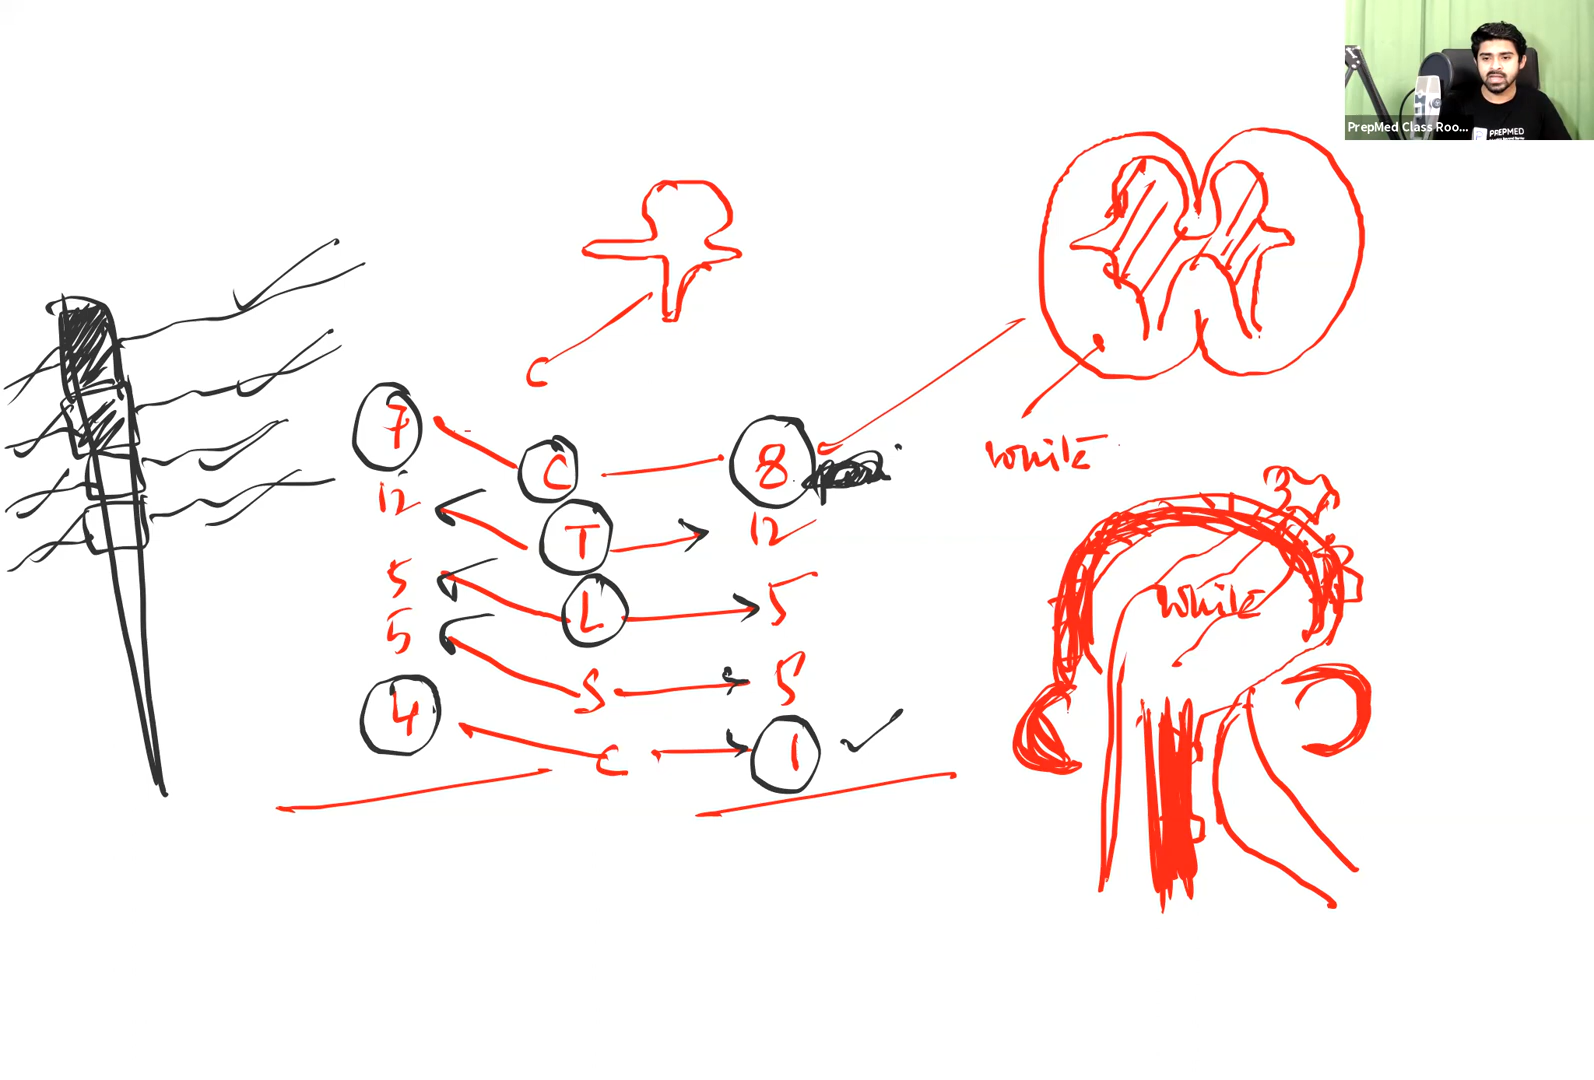 PrepMed Class Roo...
PREPMED
C
7 C 8
white
12 T 12
5 L 5
white
5 S 5
4 C 1